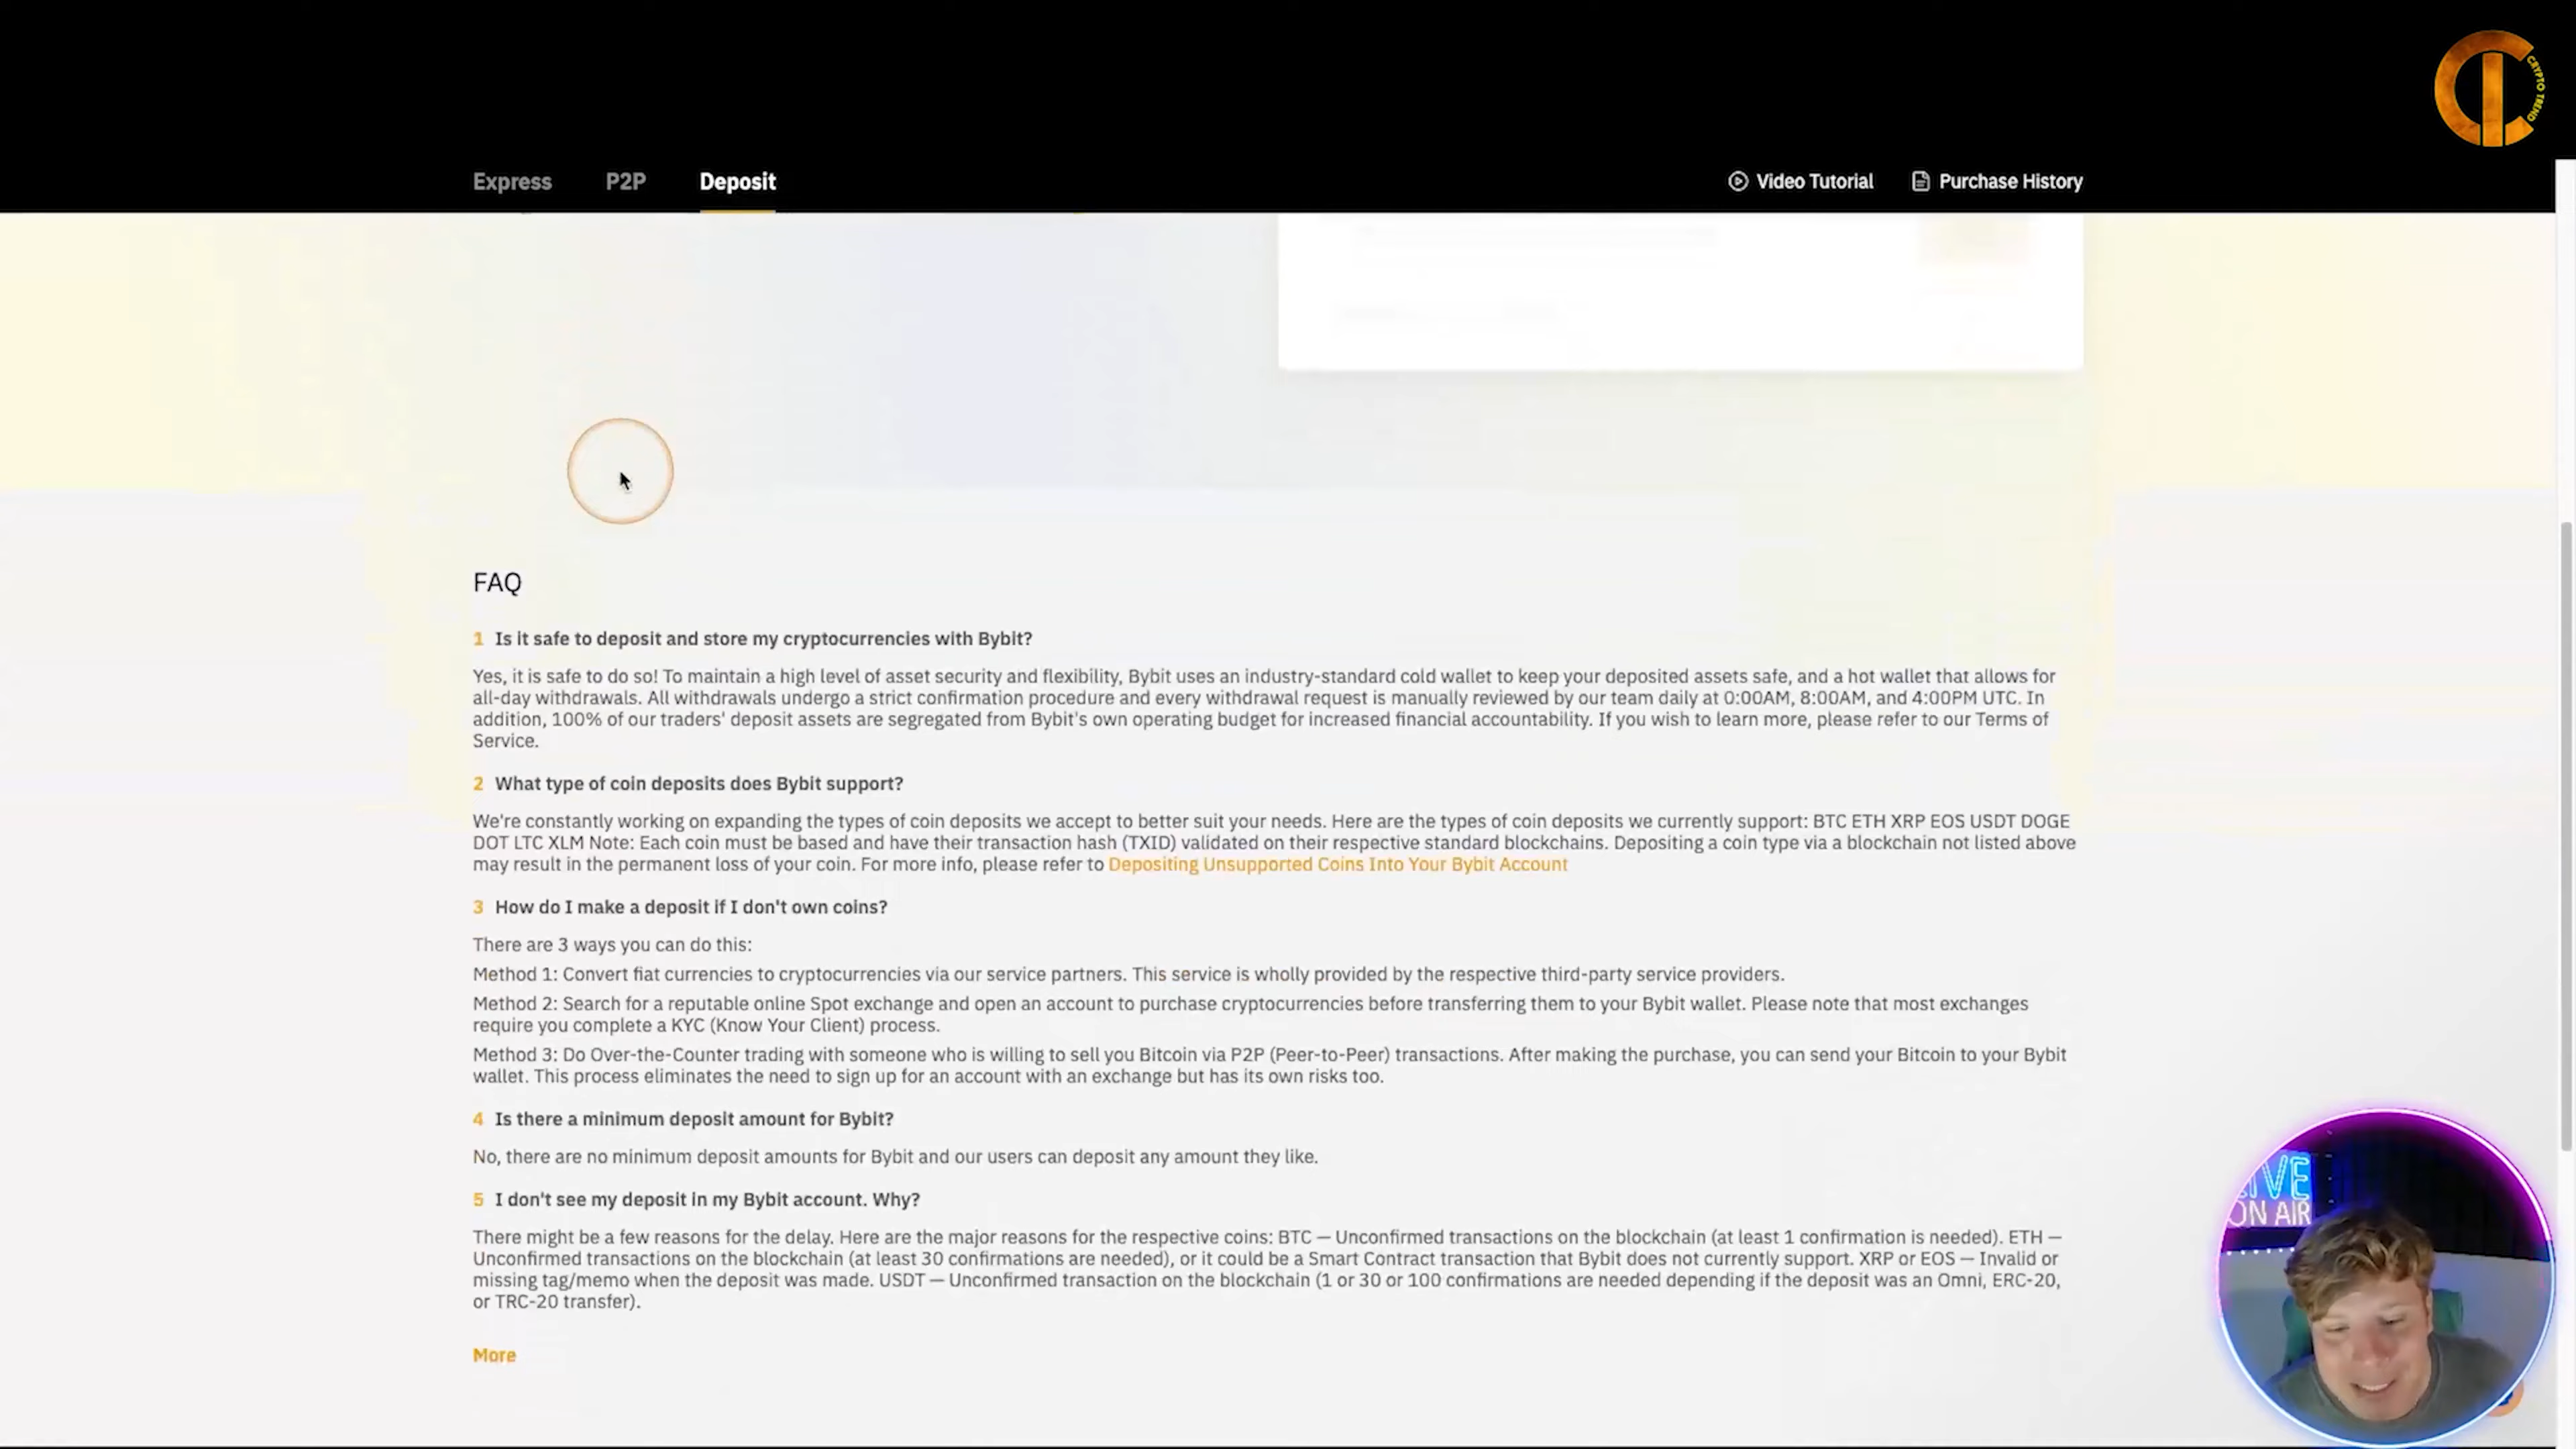 CRYPTO TREND
Express P2P Deposit Video Tutorial Purchase History
FAQ
1 Is it safe to deposit and store my cryptocurrencies with Bybit?
Yes, it is safe to do so! To maintain a high level of asset security and flexibility, Bybit uses an industry-standard cold wallet to keep your deposited assets safe, and a hot wallet that allows for
all-day withdrawals. All withdrawals undergo a strict confirmation procedure and every withdrawal request is manually reviewed by our team daily at 0:00AM, 8:00AM, and 4:00PM UTC. In
addition, 100% of our traders' deposit assets are segregated from Bybit's own operating budget for increased financial accountability. If you wish to learn more, please refer to our Terms of
Service.
2 What type of coin deposits does Bybit support?
We're constantly working on expanding the types of coin deposits we accept to better suit your needs. Here are the types of coin deposits we currently support: BTC ETH XRP EOS USDT DOGE
DOT LTC XLM Note: Each coin must be based and have their transaction hash (TXID) validated on their respective standard blockchains. Depositing a coin type via a blockchain not listed above
may result in the permanent loss of your coin. For more info, please refer to Depositing Unsupported Coins Into Your Bybit Account
3 How do I make a deposit if I don't own coins?
There are 3 ways you can do this:
Method 1: Convert fiat currencies to cryptocurrencies via our service partners. This service is wholly provided by the respective third-party service providers.
Method 2: Search for a reputable online Spot exchange and open an account to purchase cryptocurrencies before transferring them to your Bybit wallet. Please note that most exchanges
require you complete a KYC (Know Your Client) process.
Method 3: Do Over-the-Counter trading with someone who is willing to sell you Bitcoin via P2P (Peer-to-Peer) transactions. After making the purchase, you can send your Bitcoin to your Bybit
wallet. This process eliminates the need to sign up for an account with an exchange but has its own risks too.
4 Is there a minimum deposit amount for Bybit?
No, there are no minimum deposit amounts for Bybit and our users can deposit any amount they like.
5 I don't see my deposit in my Bybit account. Why?
There might be a few reasons for the delay. Here are the major reasons for the respective coins: BTC — Unconfirmed transactions on the blockchain (at least 1 confirmation is needed). ETH —
Unconfirmed transactions on the blockchain (at least 30 confirmations are needed), or it could be a Smart Contract transaction that Bybit does not currently support. XRP or EOS — Invalid or
missing tag/memo when the deposit was made. USDT — Unconfirmed transaction on the blockchain (1 or 30 or 100 confirmations are needed depending if the deposit was an Omni, ERC-20,
or TRC-20 transfer).
More
IVE
ON AIR